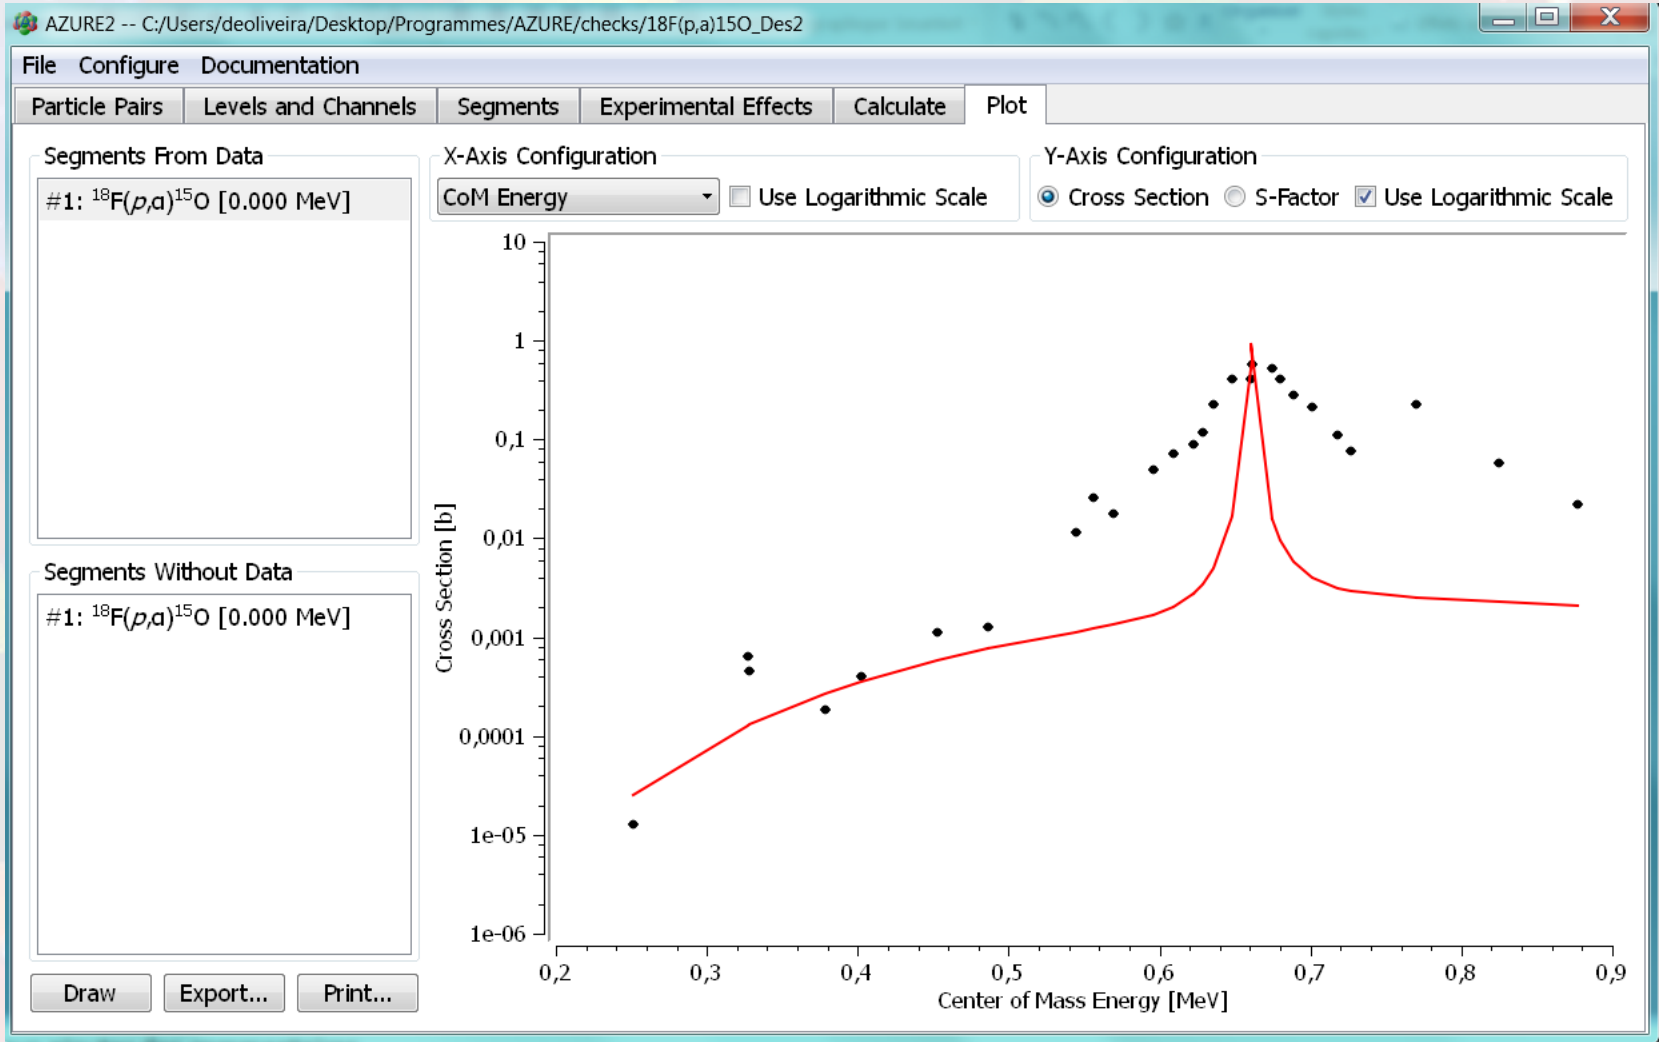 AZURE2 -- C:/Users/deoliveira/Desktop/Programmes/AZURE/checks/18F(p,a)15O_Des2
File Configure Documentation
Particle Pairs Levels and Channels Segments Experimental Effects Calculate Plot
Segments From Data
#1: ¹⁸F(p,α)¹⁵O [0.000 MeV]
Segments Without Data
#1: ¹⁸F(p,α)¹⁵O [0.000 MeV]
Draw Export... Print...
X-Axis Configuration
CoM Energy Use Logarithmic Scale
Y-Axis Configuration
Cross Section S-Factor Use Logarithmic Scale
10
1
0,1
0,01
0,001
0,0001
1e-05
1e-06
Cross Section [b]
0,2 0,3 0,4 0,5 0,6 0,7 0,8 0,9
Center of Mass Energy [MeV]